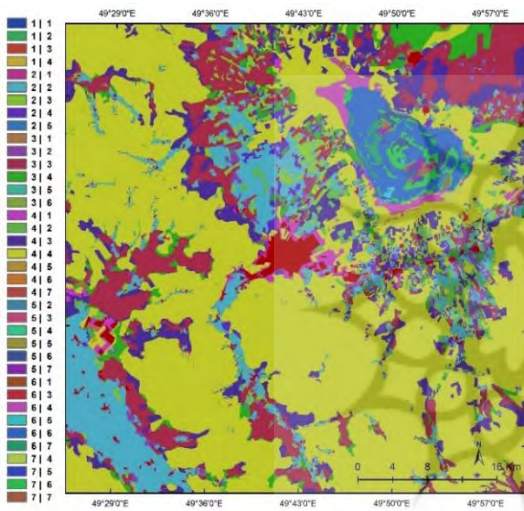 49°29'0"E 49°36'0"E 49°43'0"E 49°50'0"E 49°57'0"E
1 | 1
1 | 2
1 | 3
1 | 4
2 | 1
2 | 2
2 | 3
2 | 4
2 | 5
3 | 1
3 | 2
3 | 3
3 | 4
3 | 5
3 | 6
4 | 1
4 | 2
4 | 3
4 | 4
4 | 5
4 | 6
4 | 7
5 | 2
5 | 3
5 | 4
5 | 5
5 | 6
5 | 7
6 | 1
6 | 3
6 | 4
6 | 5
6 | 6
6 | 7
7 | 4
7 | 5
7 | 6
7 | 7
N
0 4 8 16 Km
49°29'0"E 49°36'0"E 49°43'0"E 49°50'0"E 49°57'0"E